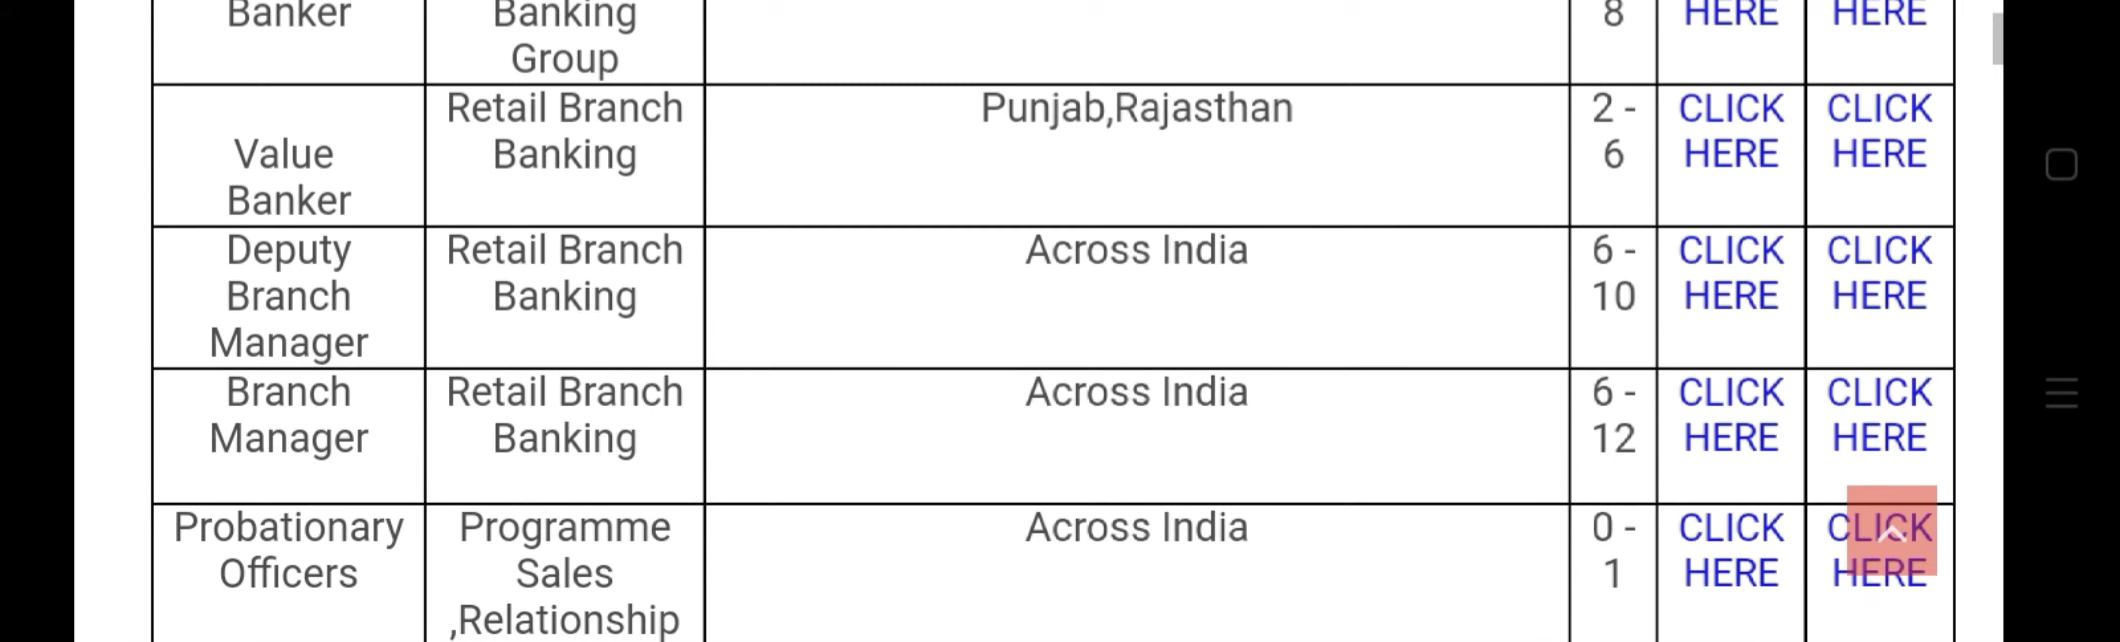 Banker Banking Group 8 CLICK HERE CLICK HERE
Value Banker Retail Branch Banking Punjab,Rajasthan 2 - 6 CLICK HERE CLICK HERE
Deputy Branch Manager Retail Branch Banking Across India 6 - 10 CLICK HERE CLICK HERE
Branch Manager Retail Branch Banking Across India 6 - 12 CLICK HERE CLICK HERE
Probationary Officers Programme Sales ,Relationship Across India 0 - 1 CLICK HERE CLICK HERE